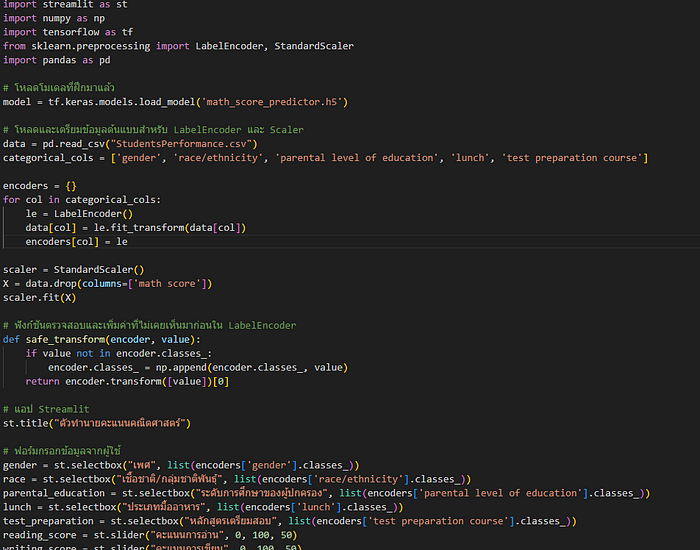 import streamlit as st
import numpy as np
import tensorflow as tf
from sklearn.preprocessing import LabelEncoder, StandardScaler
import pandas as pd
# โหลดโมเดลที่ฝึกมาแล้ว
model = tf.keras.models.load_model('math_score_predictor.h5')
# โหลดและเตรียมข้อมูลต้นแบบสำหรับ LabelEncoder และ Scaler
data = pd.read_csv("StudentsPerformance.csv")
categorical_cols = ['gender', 'race/ethnicity', 'parental level of education', 'lunch', 'test preparation course']
encoders = {}
for col in categorical_cols:
    le = LabelEncoder()
    data[col] = le.fit_transform(data[col])
    encoders[col] = le
scaler = StandardScaler()
X = data.drop(columns=['math score'])
scaler.fit(X)
# ฟังก์ชันตรวจสอบและเพิ่มค่าที่ไม่เคยเห็นมาก่อนใน LabelEncoder
def safe_transform(encoder, value):
    if value not in encoder.classes_:
        encoder.classes_ = np.append(encoder.classes_, value)
    return encoder.transform([value])[0]
# แอป Streamlit
st.title("ตัวทำนายคะแนนคณิตศาสตร์")
# ฟอร์มกรอกข้อมูลจากผู้ใช้
gender = st.selectbox("เพศ", list(encoders['gender'].classes_))
race = st.selectbox("เชื้อชาติ/กลุ่มชาติพันธุ์", list(encoders['race/ethnicity'].classes_))
parental_education = st.selectbox("ระดับการศึกษาของผู้ปกครอง", list(encoders['parental level of education'].classes_))
lunch = st.selectbox("ประเภทมื้ออาหาร", list(encoders['lunch'].classes_))
test_preparation = st.selectbox("หลักสูตรเตรียมสอบ", list(encoders['test preparation course'].classes_))
reading_score = st.slider("คะแนนการอ่าน", 0, 100, 50)
writing_score = st.slider("คะแนนการเขียน", 0, 100, 50)